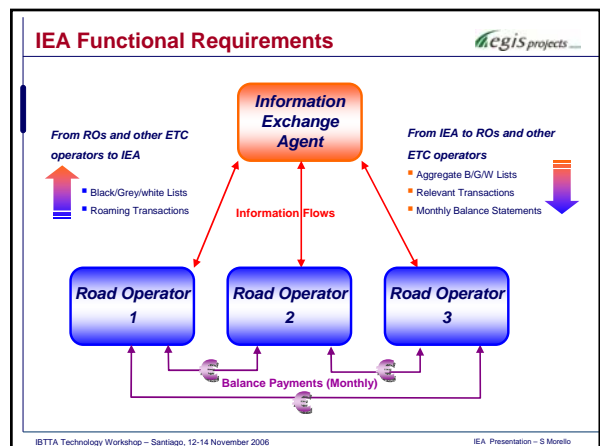 IEA Functional Requirements
egis projects
Information
Exchange
Agent
From ROs and other ETC
operators to IEA
Black/Grey/white Lists
Roaming Transactions
From IEA to ROs and other
ETC operators
Aggregate B/G/W Lists
Relevant Transactions
Monthly Balance Statements
Information Flows
Road Operator
1
Road Operator
2
Road Operator
3
€
€
Balance Payments (Monthly)
€
IBTTA Technology Workshop – Santiago, 12-14 November 2006
IEA Presentation – S Morello